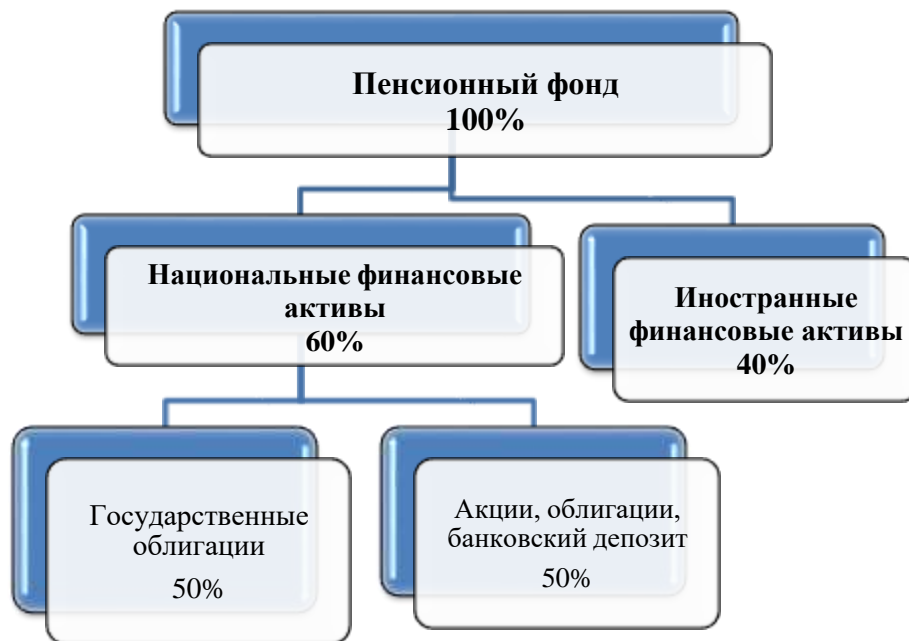 Пенсионный фонд
100%
Национальные финансовые
активы
60%
Иностранные
финансовые активы
40%
Государственные
облигации
50%
Акции, облигации,
банковский депозит
50%